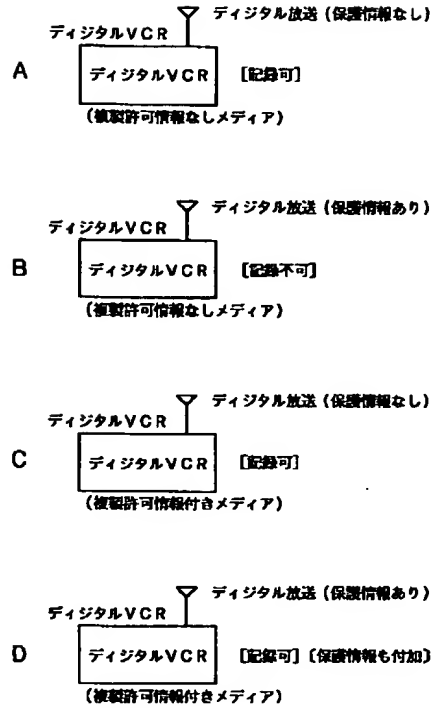 ディジタル放送（保護情報なし）
ディジタルVCR
A
ディジタルVCR
［記録可］
（複製許可情報なしメディア）
ディジタル放送（保護情報あり）
ディジタルVCR
B
ディジタルVCR
［記録不可］
（複製許可情報なしメディア）
ディジタル放送（保護情報なし）
ディジタルVCR
C
ディジタルVCR
［記録可］
（複製許可情報付きメディア）
ディジタル放送（保護情報あり）
ディジタルVCR
D
ディジタルVCR
［記録可］［保護情報も付加］
（複製許可情報付きメディア）